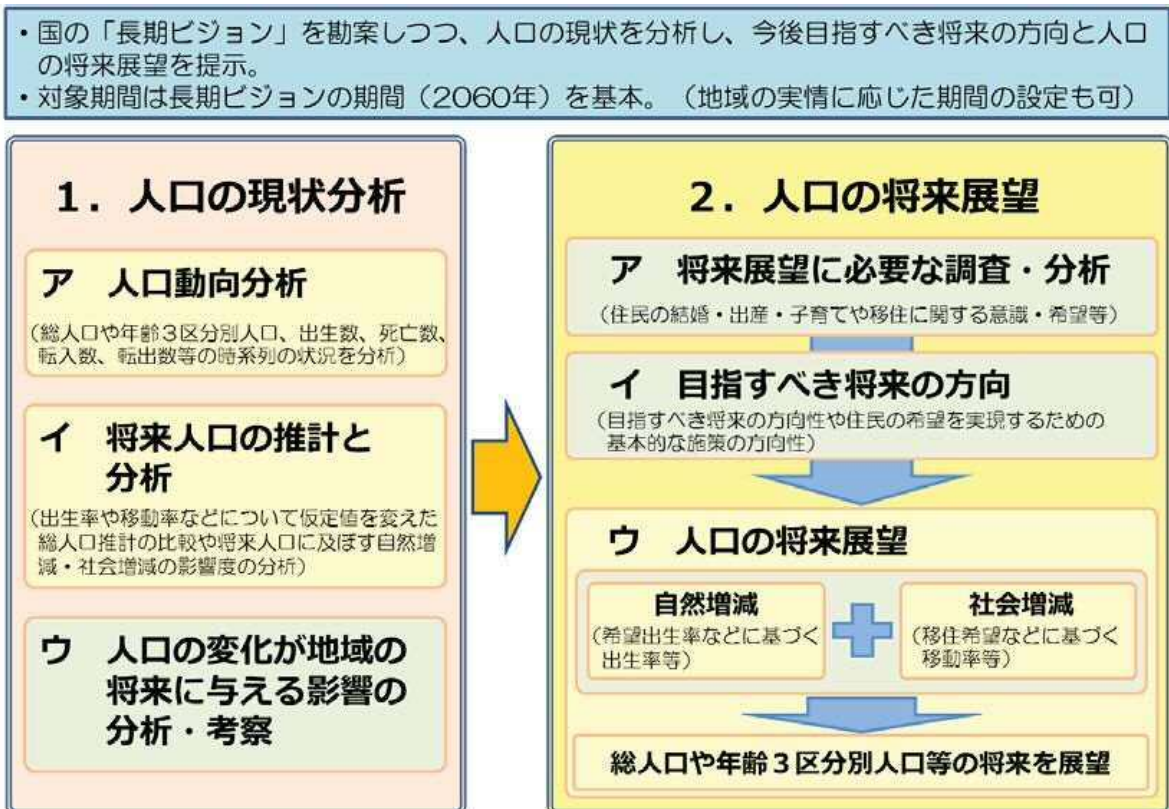 ・国の「長期ビジョン」を勘案しつつ、人口の現状を分析し、今後目指すべき将来の方向と人口
の将来展望を提示。
・対象期間は長期ビジョンの期間（2060年）を基本。（地域の実情に応じた期間の設定も可）
１．人口の現状分析
ア　人口動向分析
（総人口や年齢３区分別人口、出生数、死亡数、
転入数、転出数等の時系列の状況を分析）
イ　将来人口の推計と
分析
（出生率や移動率などについて仮定値を変えた
総人口推計の比較や将来人口に及ぼす自然増
減・社会増減の影響度の分析）
ウ　人口の変化が地域の
将来に与える影響の
分析・考察
２．人口の将来展望
ア　将来展望に必要な調査・分析
（住民の結婚・出産・子育てや移住に関する意識・希望等）
イ　目指すべき将来の方向
（目指すべき将来の方向性や住民の希望を実現するための
基本的な施策の方向性）
ウ　人口の将来展望
自然増減
（希望出生率などに基づく
出生率等）
社会増減
（移住希望などに基づく
移動率等）
総人口や年齢３区分別人口等の将来を展望